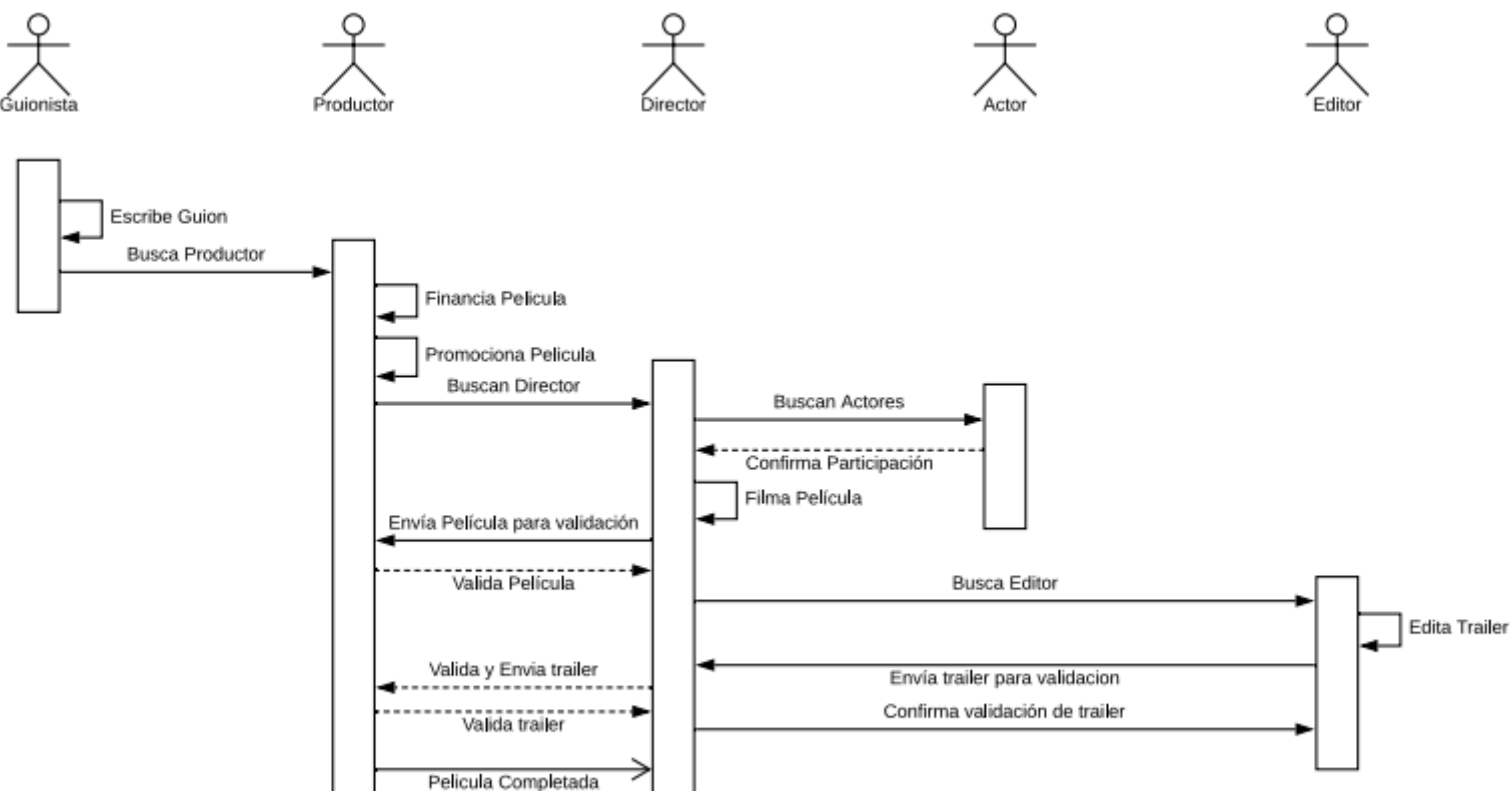 Guionista
Productor
Director
Actor
Editor
Escribe Guion
Busca Productor
Financia Pelicula
Promociona Pelicula
Buscan Director
Buscan Actores
Confirma Participación
Filma Película
Envía Película para validación
Valida Película
Busca Editor
Edita Trailer
Valida y Envia trailer
Envía trailer para validacion
Valida trailer
Confirma validación de trailer
Pelicula Completada